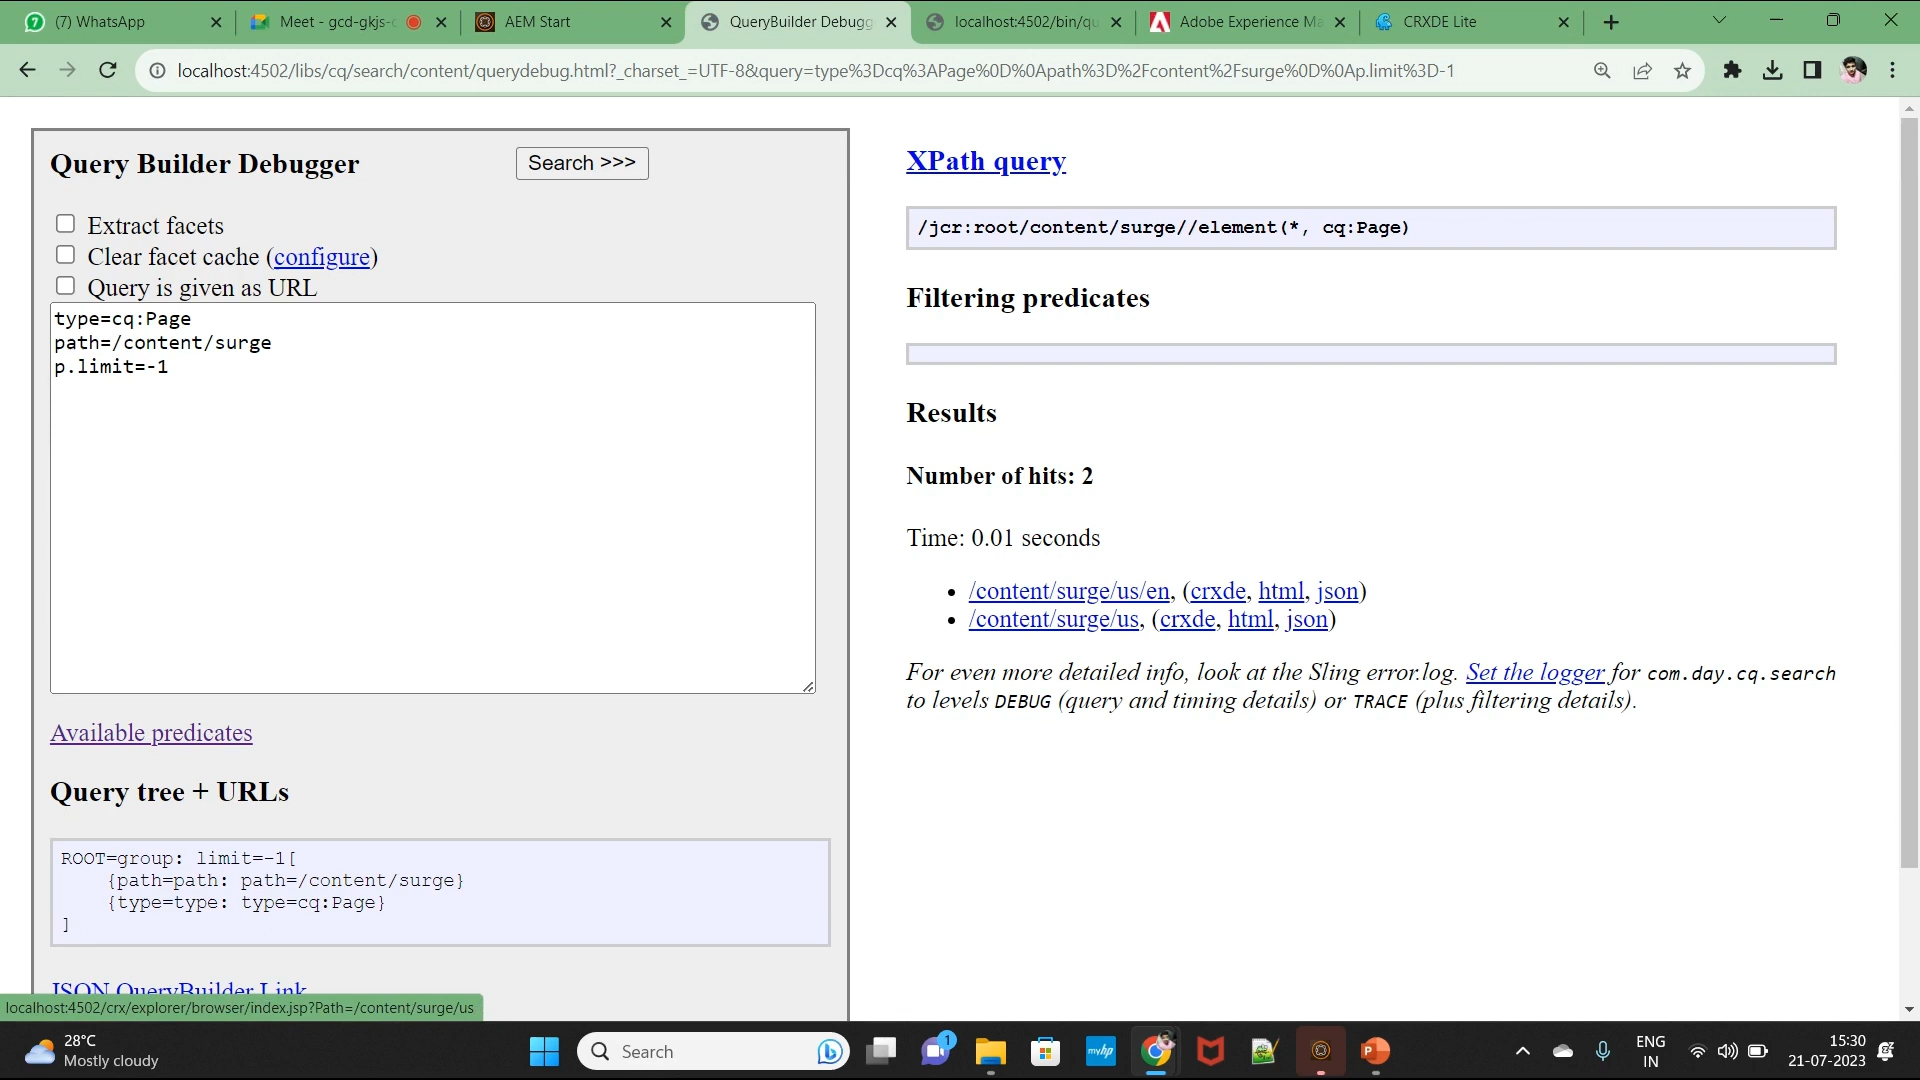 (7) WhatsApp
Meet - gcd-gkjs-
AEM Start
QueryBuilder Debugg
localhost:4502/bin/qu
Adobe Experience Ma
CRXDE Lite
localhost:4502/libs/cq/search/content/querydebug.html?_charset_=UTF-8&query=type%3Dcq%3APage%0D%0Apath%3D%2Fcontent%2Fsurge%0D%0Ap.limit%3D-1
Query Builder Debugger
Search >>>
Extract facets
Clear facet cache (configure)
Query is given as URL
type=cq:Page
path=/content/surge
p.limit=-1
Available predicates
Query tree + URLs
ROOT=group: limit=-1[
{path=path: path=/content/surge}
{type=type: type=cq:Page}
]
JSON QueryBuilder Link
localhost:4502/crx/explorer/browser/index.jsp?Path=/content/surge/us
XPath query
/jcr:root/content/surge//element(*, cq:Page)
Filtering predicates
Results
Number of hits: 2
Time: 0.01 seconds
• /content/surge/us/en, (crxde, html, json)
• /content/surge/us, (crxde, html, json)
For even more detailed info, look at the Sling error.log. Set the logger for com.day.cq.search
to levels DEBUG (query and timing details) or TRACE (plus filtering details).
28°C
Mostly cloudy
Search
1
myhp
ENG
IN
15:30
21-07-2023